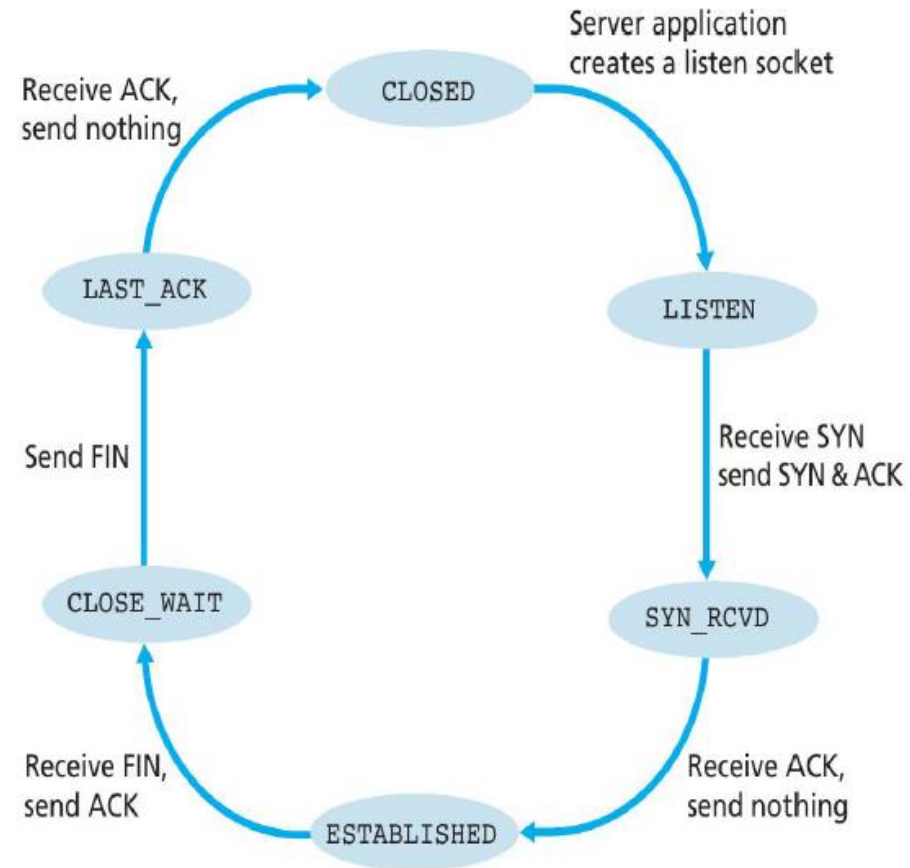 Server application
creates a listen socket
CLOSED
Receive ACK,
send nothing
LAST_ACK
LISTEN
Receive SYN
send SYN & ACK
Send FIN
CLOSE_WAIT
SYN_RCVD
Receive FIN,
send ACK
Receive ACK,
send nothing
ESTABLISHED